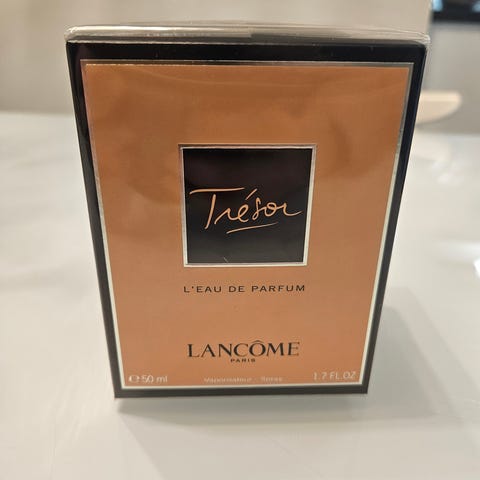 Trésor
L'EAU DE PARFUM
LANCÔME
PARIS
℮ 50 ml Vaporisateur - Spray 1.7 FL.OZ